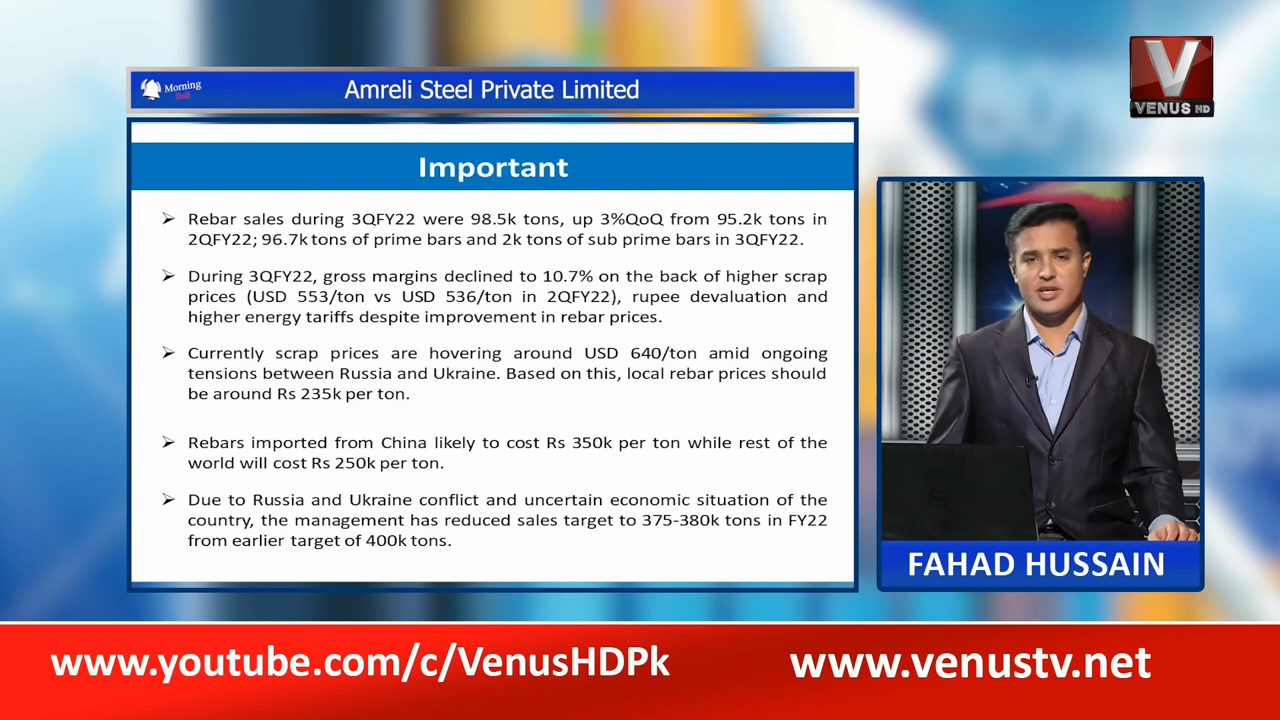 Morning
Bell
Amreli Steel Private Limited
V
VENUS HD
Important
➢ Rebar sales during 3QFY22 were 98.5k tons, up 3%QoQ from 95.2k tons in
2QFY22; 96.7k tons of prime bars and 2k tons of sub prime bars in 3QFY22.
➢ During 3QFY22, gross margins declined to 10.7% on the back of higher scrap
prices (USD 553/ton vs USD 536/ton in 2QFY22), rupee devaluation and
higher energy tariffs despite improvement in rebar prices.
➢ Currently scrap prices are hovering around USD 640/ton amid ongoing
tensions between Russia and Ukraine. Based on this, local rebar prices should
be around Rs 235k per ton.
➢ Rebars imported from China likely to cost Rs 350k per ton while rest of the
world will cost Rs 250k per ton.
➢ Due to Russia and Ukraine conflict and uncertain economic situation of the
country, the management has reduced sales target to 375-380k tons in FY22
from earlier target of 400k tons.
FAHAD HUSSAIN
www.youtube.com/c/VenusHDPk
www.venustv.net